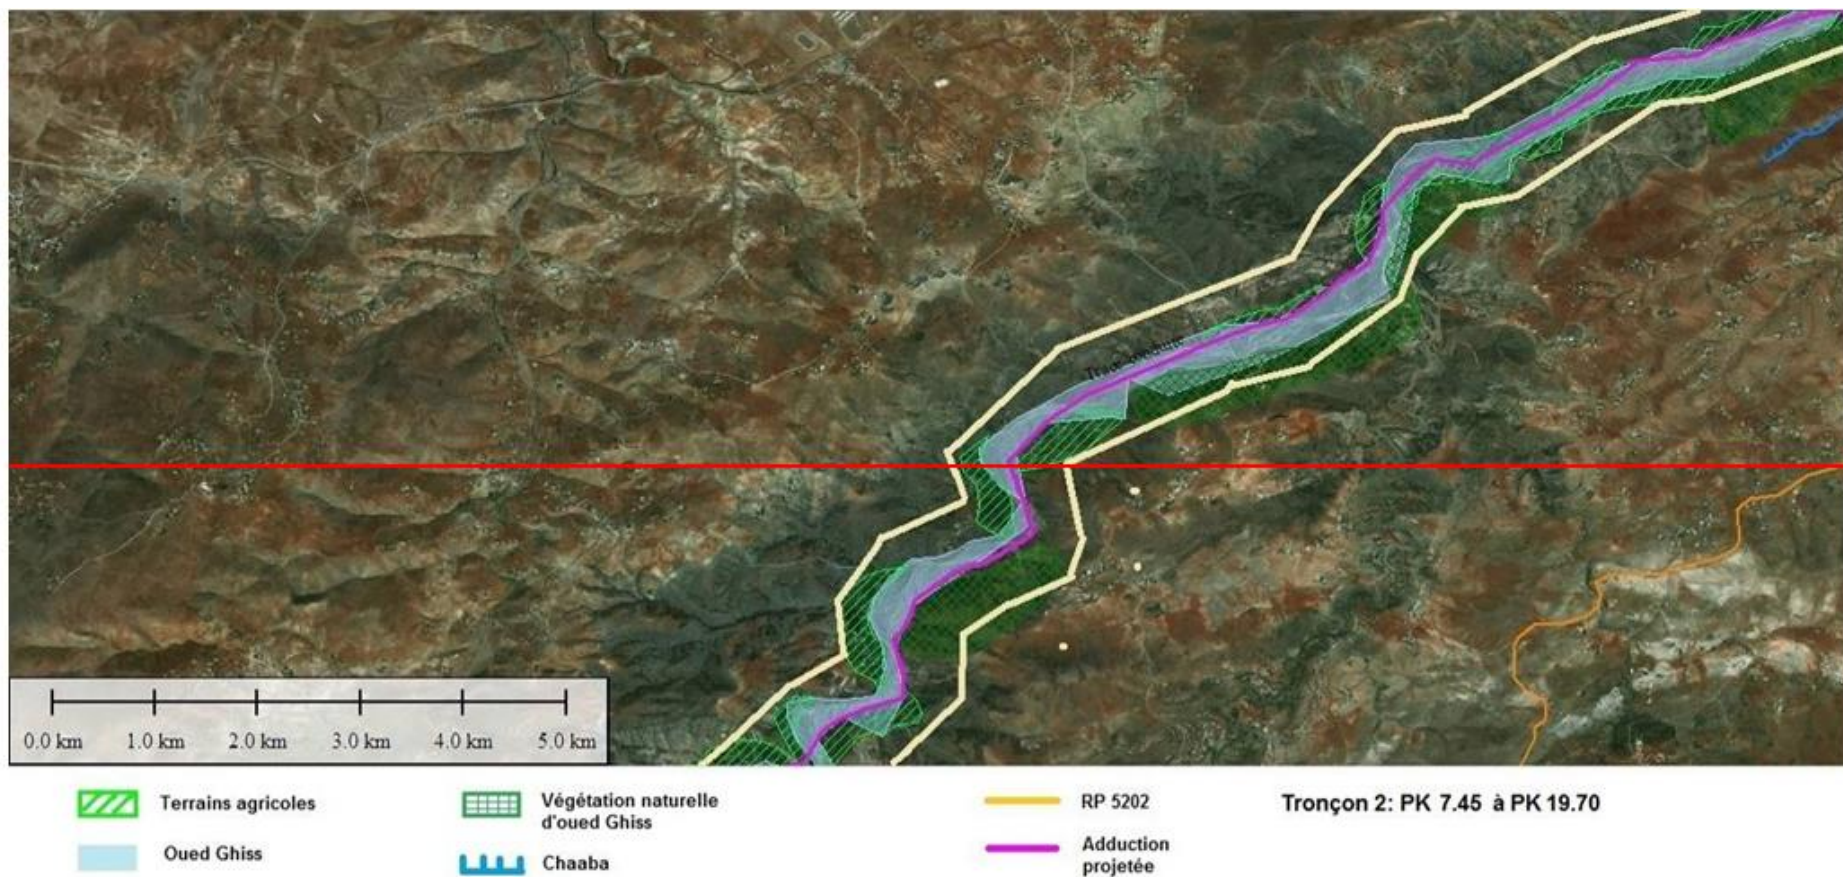 0.0 km 1.0 km 2.0 km 3.0 km 4.0 km 5.0 km
Terrains agricoles
Oued Ghiss
Végétation naturelle
d'oued Ghiss
Chaaba
RP 5202
Adduction
projetée
Tronçon 2: PK 7.45 à PK 19.70